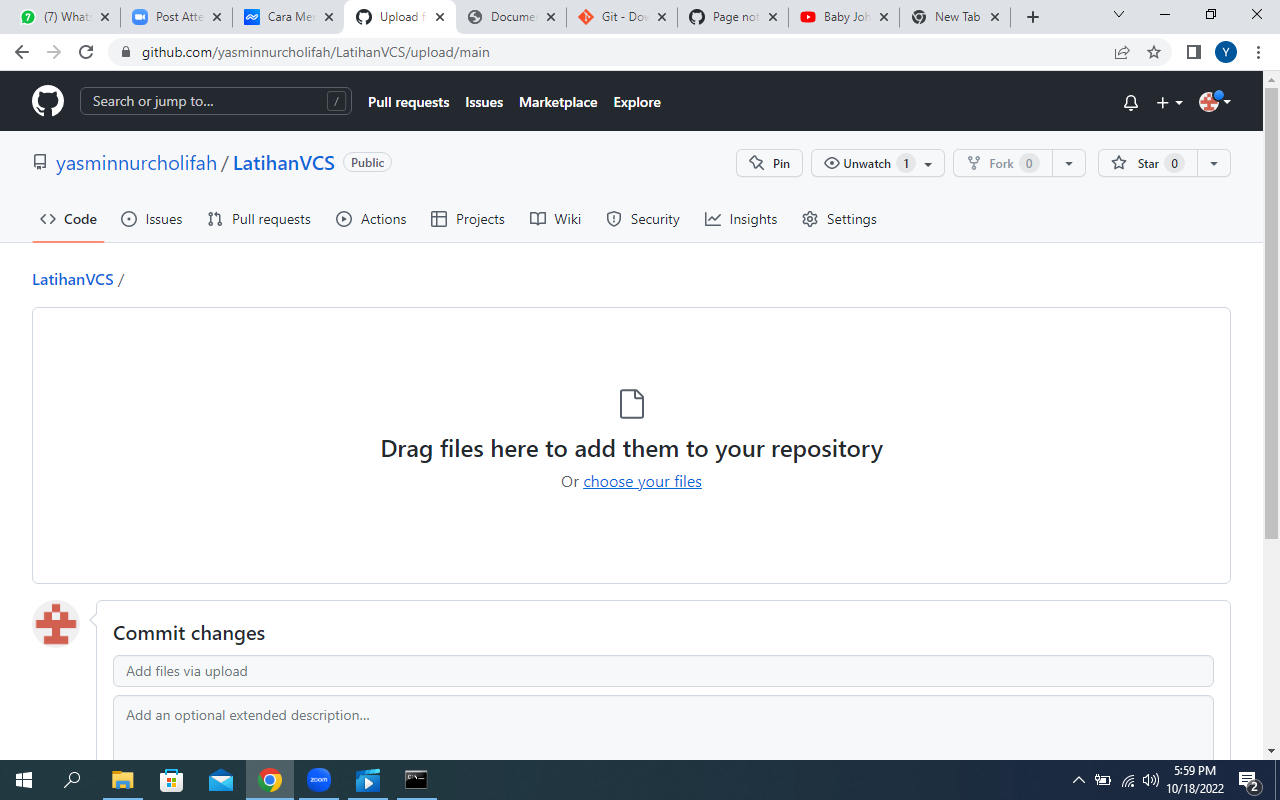 (7) Whats
Post Atte
Cara Mer
Upload f
Docume
Git - Dow
Page not
Baby Joh
New Tab
github.com/yasminnurcholifah/LatihanVCS/upload/main
Y
Search or jump to...
/
Pull requests
Issues
Marketplace
Explore
yasminnurcholifah / LatihanVCS
Public
Pin
Unwatch 1
Fork 0
Star 0
Code
Issues
Pull requests
Actions
Projects
Wiki
Security
Insights
Settings
LatihanVCS /
Drag files here to add them to your repository
Or choose your files
Commit changes
Add files via upload
Add an optional extended description...
zoom
5:59 PM
10/18/2022
2